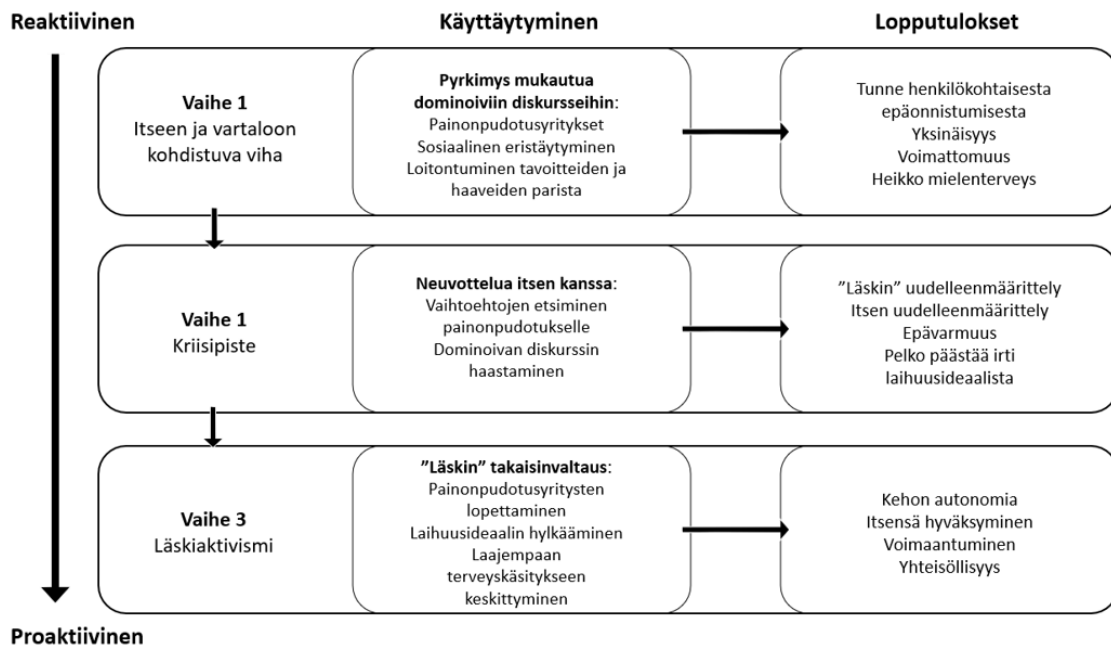 Reaktiivinen
Käyttäytyminen
Lopputulokset
Vaihe 1
Itseen ja vartaloon
kohdistuva viha
Pyrkimys mukautua
dominoiviin diskursseihin:
Painonpudotusyritykset
Sosiaalinen eristäytyminen
Loitontuminen tavoitteiden ja
haaveiden parista
Tunne henkilökohtaisesta
epäonnistumisesta
Yksinäisyys
Voimattomuus
Heikko mielenterveys
Vaihe 1
Kriisipiste
Neuvottelua itsen kanssa:
Vaihtoehtojen etsiminen
painonpudotukselle
Dominoivan diskurssin
haastaminen
”Läskin” uudelleenmäärittely
Itsen uudelleenmäärittely
Epävarmuus
Pelko päästää irti
laihuusideaalista
Vaihe 3
Läskiaktivismi
”Läskin” takaisinvaltaus:
Painonpudotusyritysten
lopettaminen
Laihuusideaalin hylkääminen
Laajempaan
terveyskäsitykseen
keskittyminen
Kehon autonomia
Itsensä hyväksyminen
Voimaantuminen
Yhteisöllisyys
Proaktiivinen